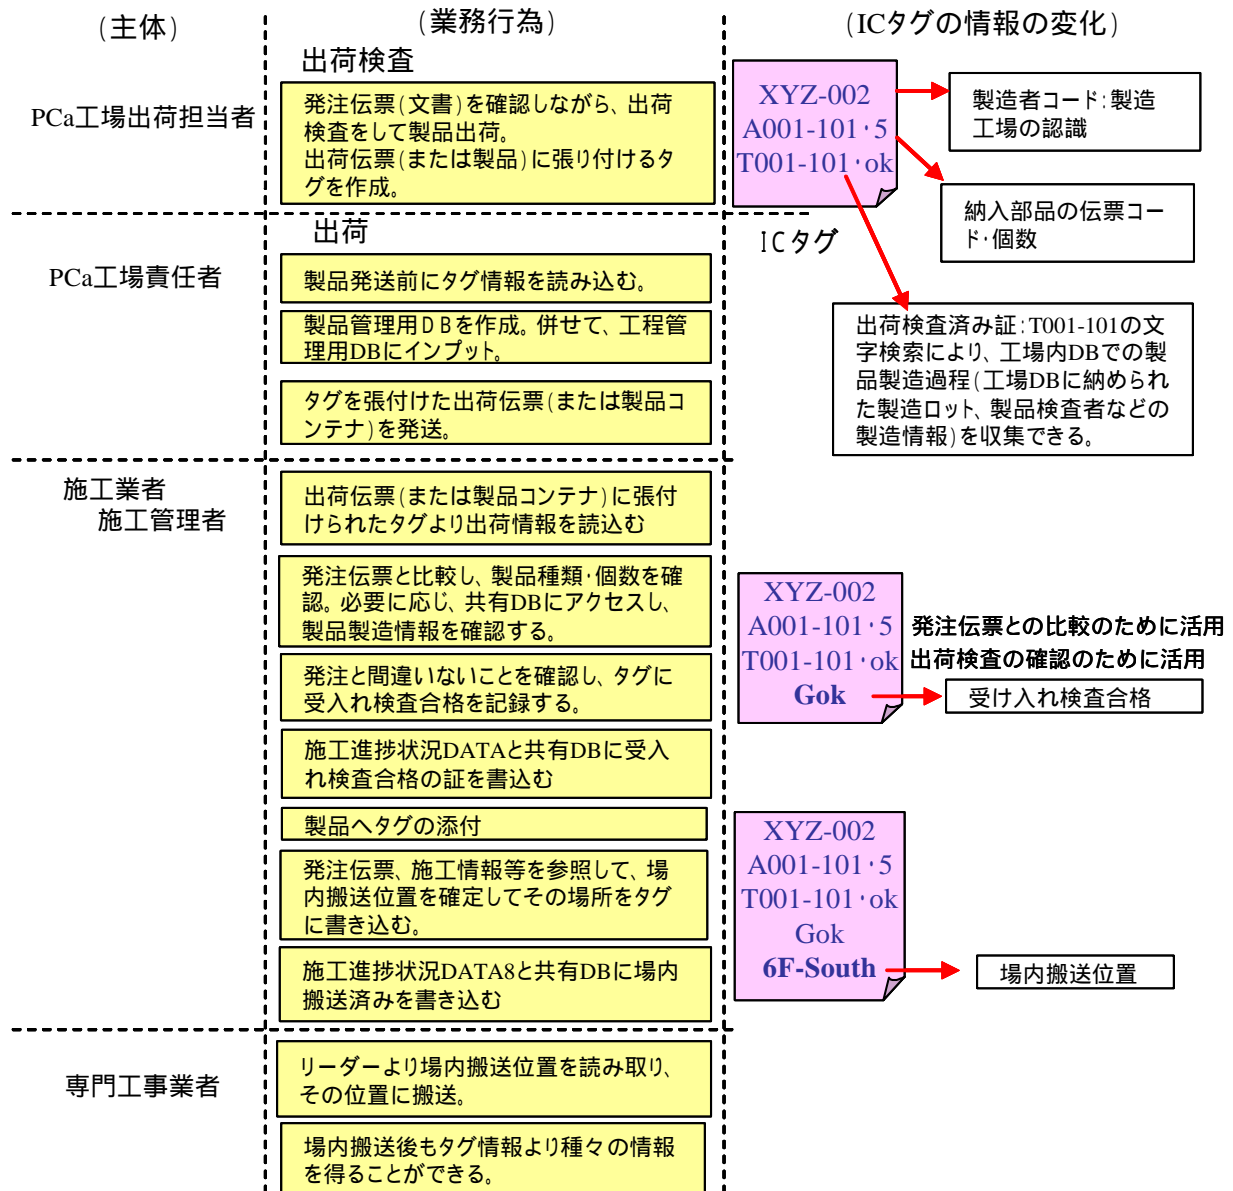 (主体)
(業務行為)
(ICタグの情報の変化)
出荷検査
PCa工場出荷担当者
発注伝票(文書)を確認しながら、出荷
検査をして製品出荷。
出荷伝票(または製品)に張り付けるタ
グを作成。
XYZ-002
A001-101・5
T001-101・ok
製造者コード:製造
工場の認識
納入部品の伝票コー
ド・個数
ICタグ
出荷検査済み証:T001-101の文
字検索により、工場内DBでの製
品製造過程(工場DBに納められ
た製造ロット、製品検査者などの
製造情報)を収集できる。
出荷
PCa工場責任者
製品発送前にタグ情報を読み込む。
製品管理用DBを作成。併せて、工程管
理用DBにインプット。
タグを張付けた出荷伝票(または製品コ
ンテナ)を発送。
施工業者
施工管理者
出荷伝票(または製品コンテナ)に張付
けられたタグより出荷情報を読込む
発注伝票と比較し、製品種類・個数を確
認。必要に応じ、共有DBにアクセスし、
製品製造情報を確認する。
発注と間違いないことを確認し、タグに
受入れ検査合格を記録する。
XYZ-002
A001-101・5
T001-101・ok
Gok
発注伝票との比較のために活用
出荷検査の確認のために活用
受け入れ検査合格
施工進捗状況DATAと共有DBに受入
れ検査合格の証を書込む
製品へタグの添付
発注伝票、施工情報等を参照して、場
内搬送位置を確定してその場所をタグ
に書き込む。
施工進捗状況DATA8と共有DBに場内
搬送済みを書き込む
XYZ-002
A001-101・5
T001-101・ok
Gok
6F-South
場内搬送位置
専門工事業者
リーダーより場内搬送位置を読み取り、
その位置に搬送。
場内搬送後もタグ情報より種々の情報
を得ることができる。